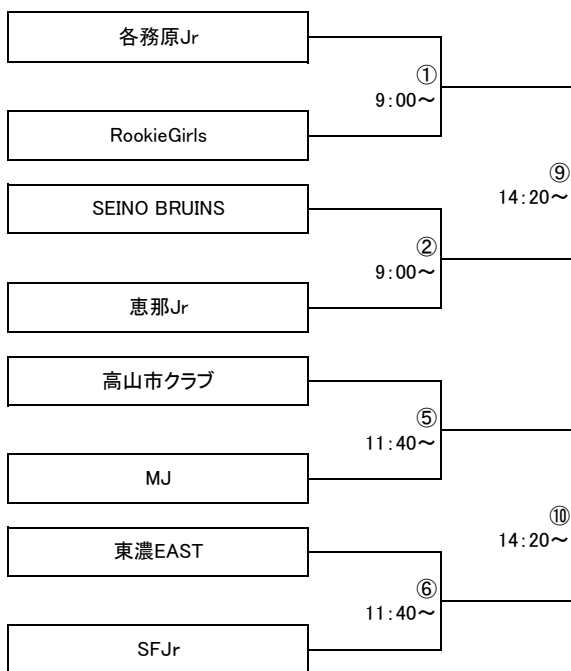 各務原Jr
①
9:00～
RookieGirls
⑨
14:20～
SEINO BRUINS
②
9:00～
恵那Jr
高山市クラブ
⑤
11:40～
MJ
⑩
14:20～
東濃EAST
⑥
11:40～
SFJr